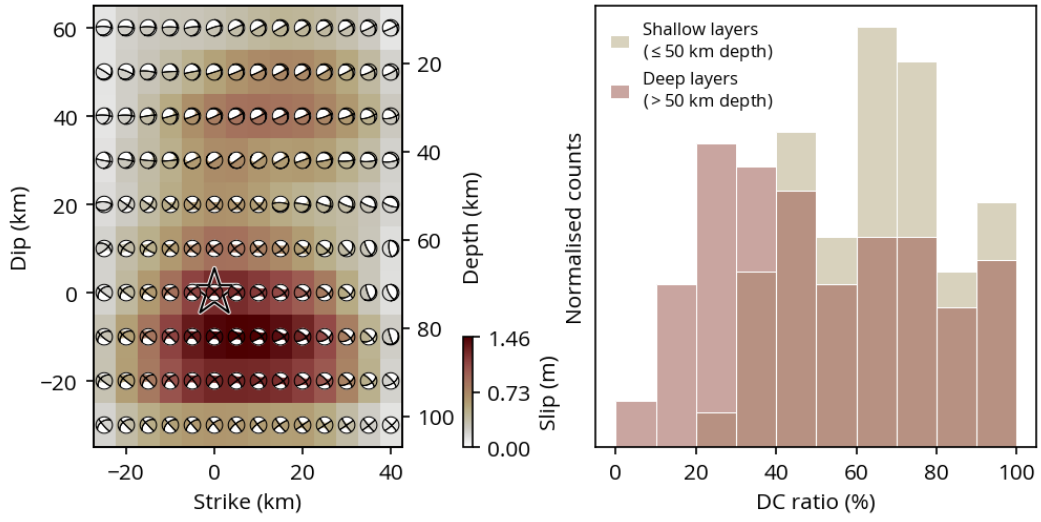 60
40
20
0
−20
Dip (km)
−20
0
20
40
Strike (km)
20
40
60
80
100
Depth (km)
1.46
0.73
0.00
Slip (m)
Normalised counts
Shallow layers
(≤ 50 km depth)
Deep layers
(> 50 km depth)
0
20
40
60
80
100
DC ratio (%)